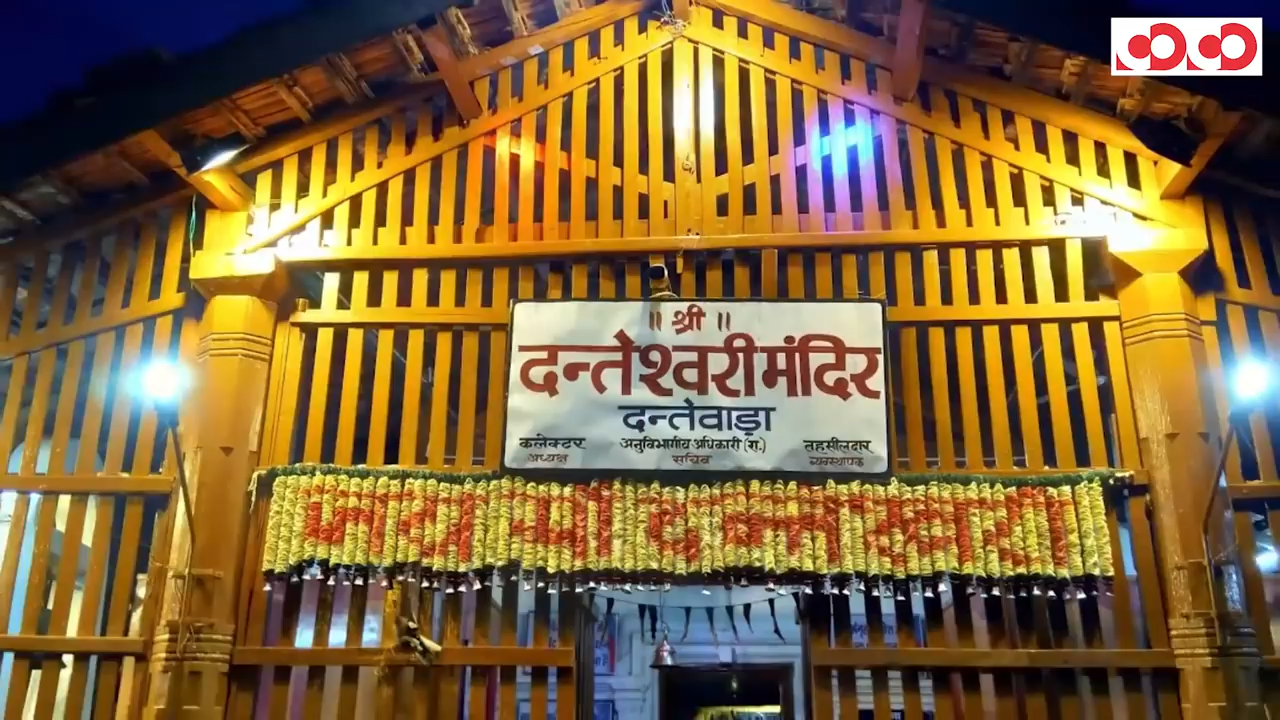 ॥ श्री ॥
दन्तेश्वरी मंदिर
दन्तेवाड़ा
कलेक्टर अनुविभागीय अधिकारी (रा.) तहसीलदार
अध्यक्ष सचिव व्यवस्थापक